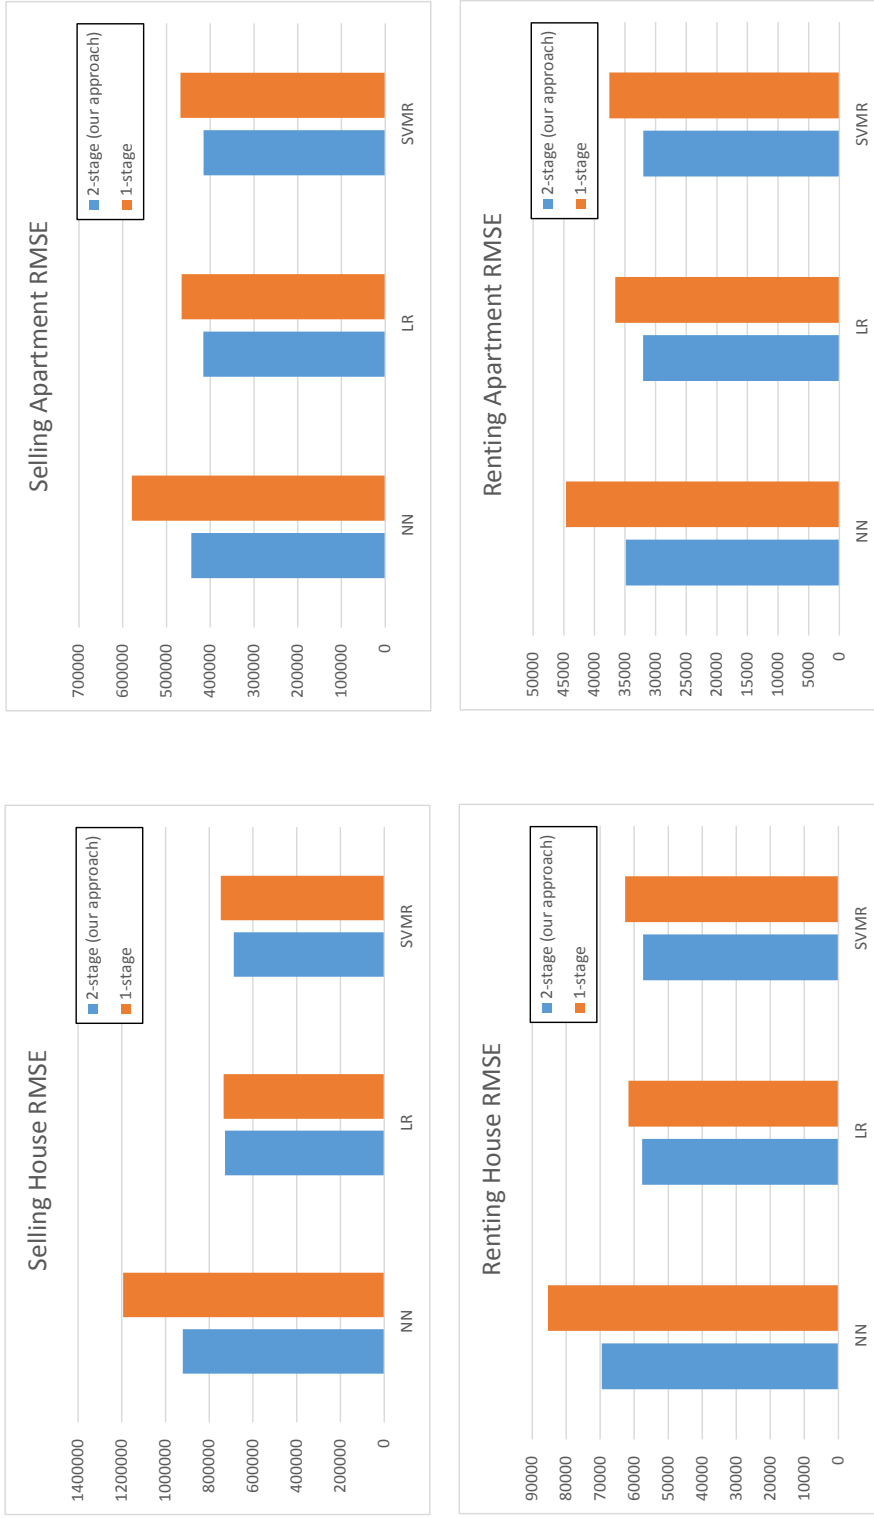 Selling House RMSE
1400000
1200000
1000000
800000
600000
400000
200000
0
NN
LR
SVMR
2-stage (our approach)
1-stage
Selling Apartment RMSE
700000
600000
500000
400000
300000
200000
100000
0
NN
LR
SVMR
2-stage (our approach)
1-stage
Renting House RMSE
90000
80000
70000
60000
50000
40000
30000
20000
10000
0
NN
LR
SVMR
2-stage (our approach)
1-stage
Renting Apartment RMSE
50000
45000
40000
35000
30000
25000
20000
15000
10000
5000
0
NN
LR
SVMR
2-stage (our approach)
1-stage